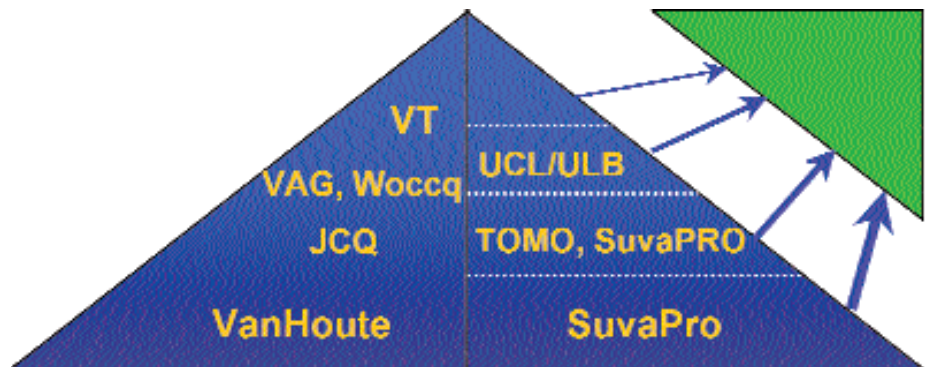 VT
VAG, Woccq
JCQ
VanHoute
UCL/ULB
TOMO, SuvaPRO
SuvaPro